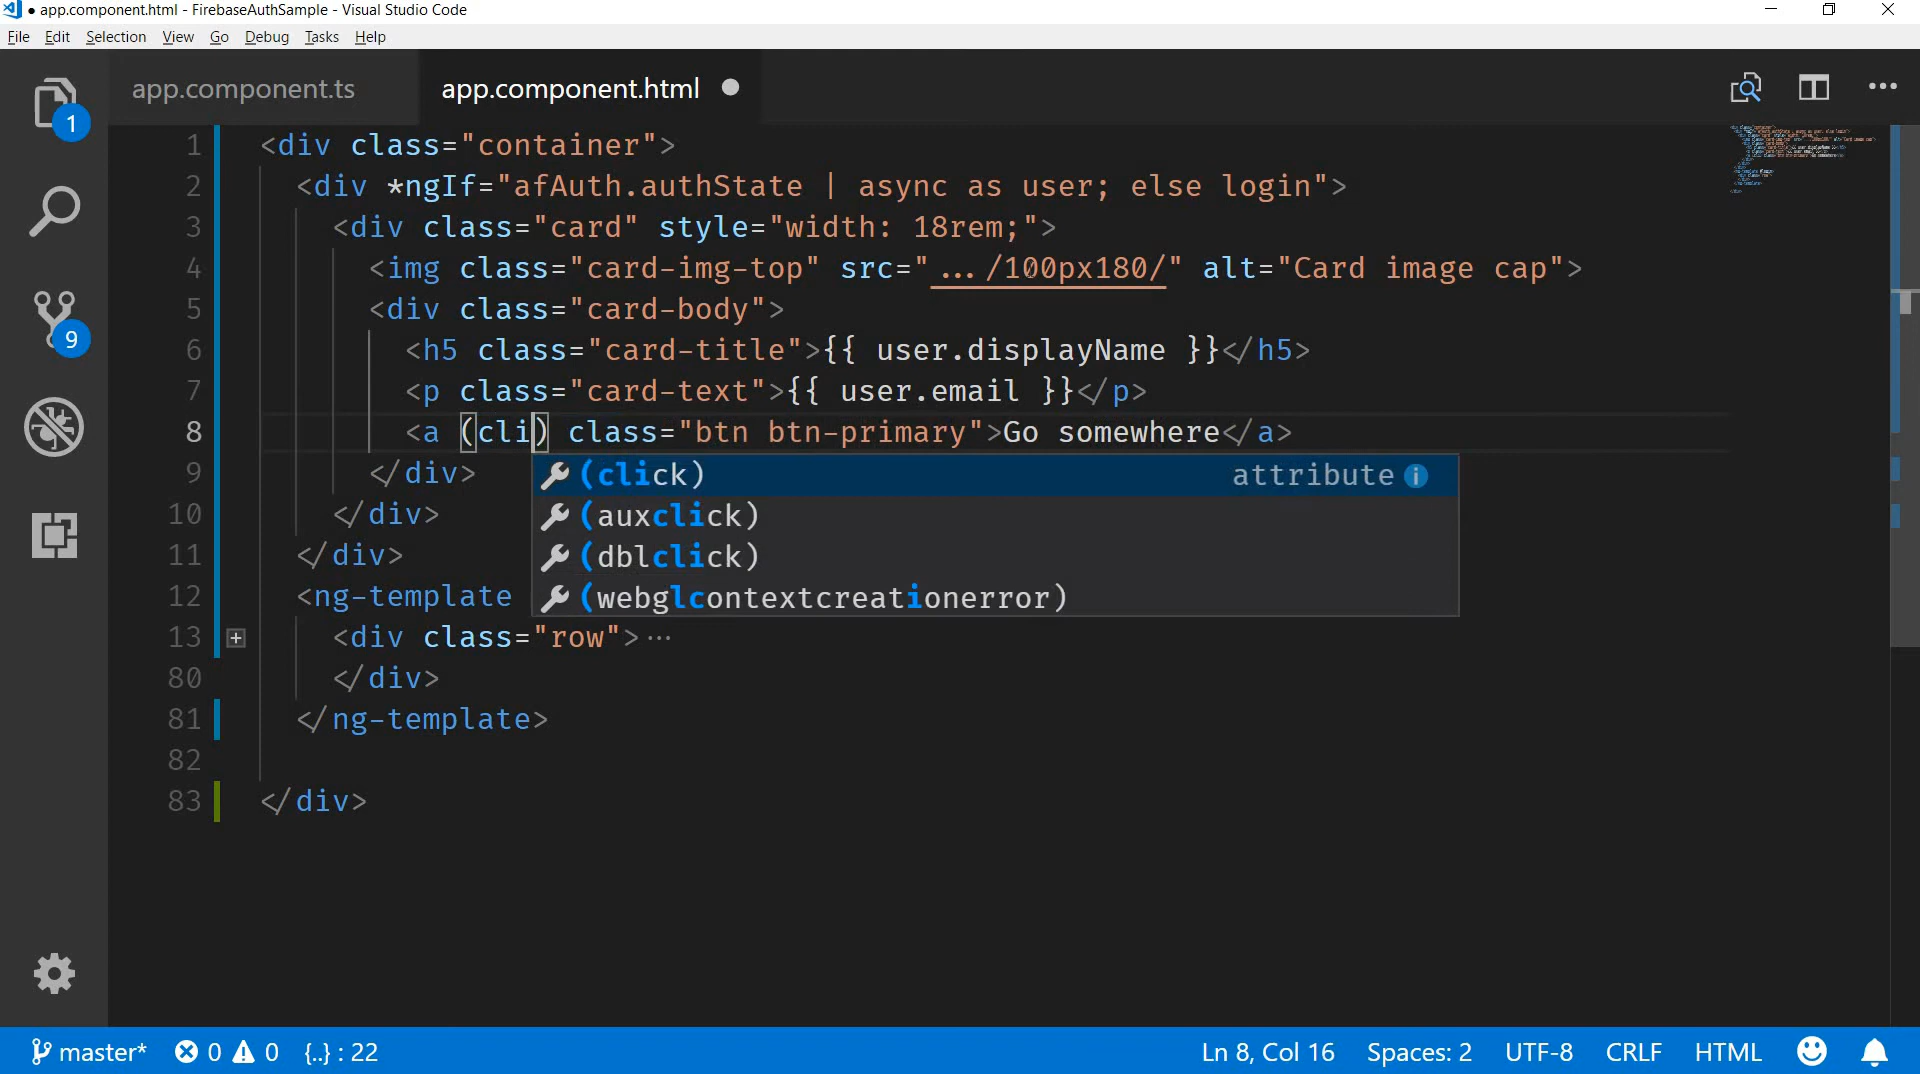 ● app.component.html - FirebaseAuthSample - Visual Studio Code
File Edit Selection View Go Debug Tasks Help
app.component.ts app.component.html ●
1
1 <div class="container">
2 <div *ngIf="afAuth.authState | async as user; else login">
3 <div class="card" style="width: 18rem;">
4 <img class="card-img-top" src=".../100px180/" alt="Card image cap">
5 <div class="card-body">
6 <h5 class="card-title">{{ user.displayName }}</h5>
7 <p class="card-text">{{ user.email }}</p>
9
8 <a (cli) class="btn btn-primary">Go somewhere</a>
9 </div>
(click) attribute
10 </div>
(auxclick)
11 </div>
(dblclick)
12 <ng-template
(webglcontextcreationerror)
13 <div class="row">...
80 </div>
81 </ng-template>
82
83 </div>
master* 0 0 {..} : 22 Ln 8, Col 16 Spaces: 2 UTF-8 CRLF HTML